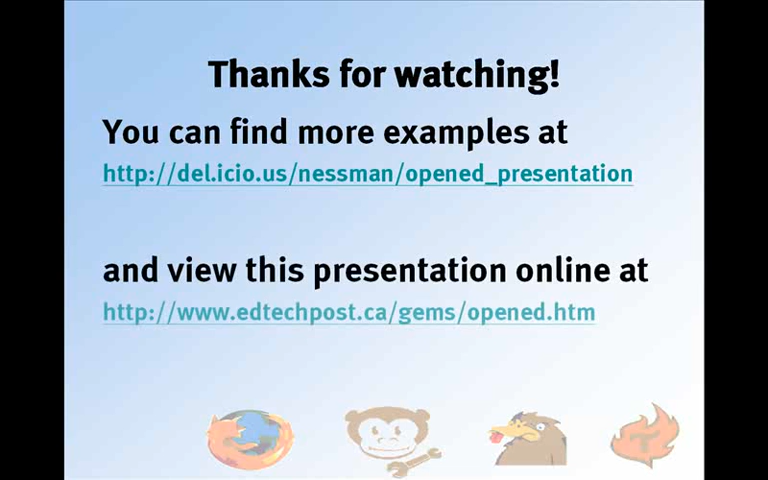 Thanks for watching!
You can find more examples at
http://del.icio.us/nessman/opened_presentation
and view this presentation online at
http://www.edtechpost.ca/gems/opened.htm